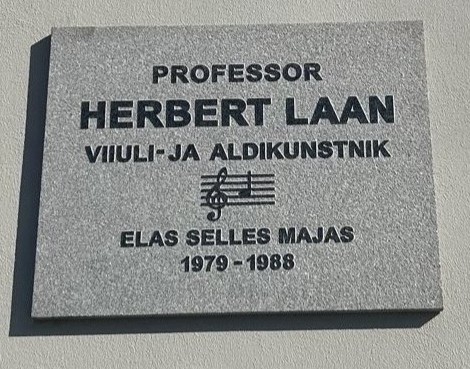 PROFESSOR
HERBERT LAAN
VIIULI-JA ALDIKUNSTNIK
ELAS SELLES MAJAS
1979-1988